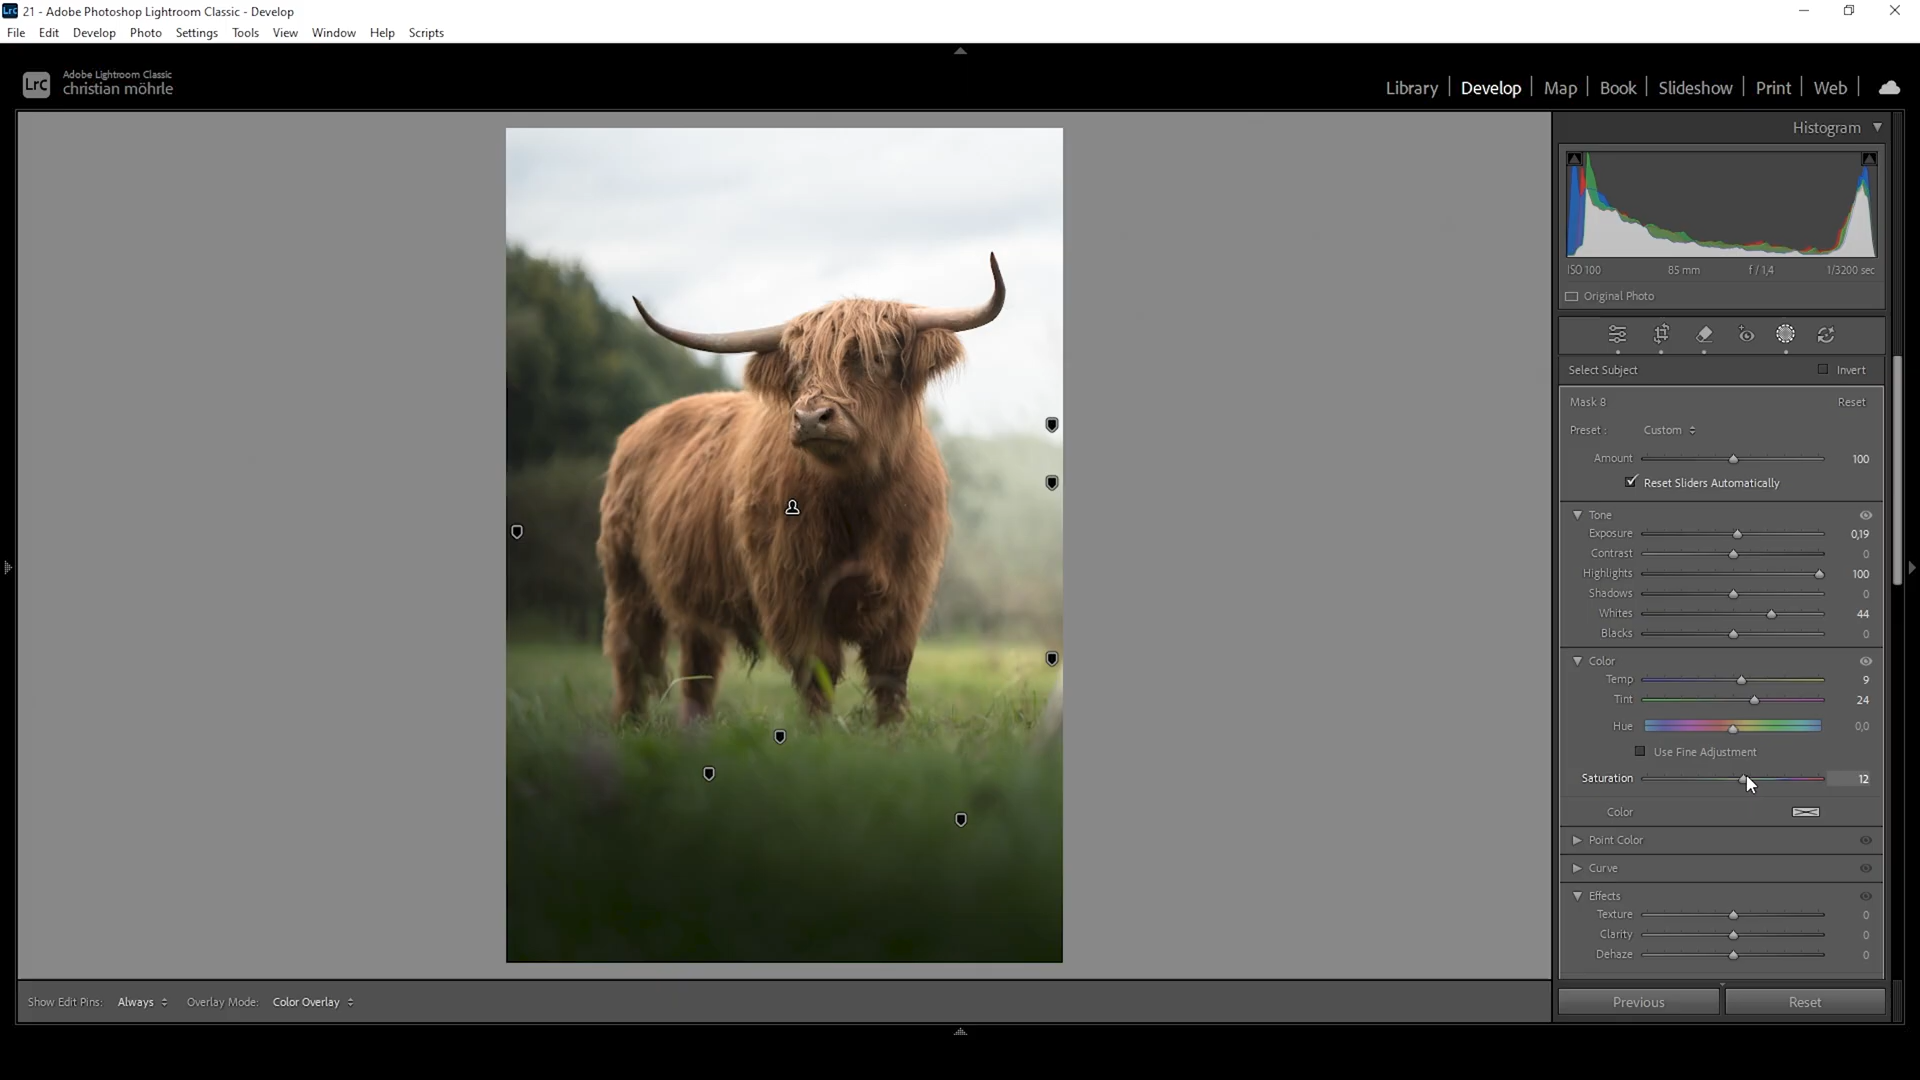 21 - Adobe Photoshop Lightroom Classic - Develop
File Edit Develop Photo Settings Tools View Window Help Scripts
Lrc Adobe Lightroom Classic
christian möhrle
Library Develop Map Book Slideshow Print Web
Histogram
ISO 100 85 mm f / 1,4 1/3200 sec
Original Photo
Select Subject Invert
Mask 8 Reset
Preset : Custom
Amount 100
Reset Sliders Automatically
Tone
Exposure 0,19
Contrast 0
Highlights 100
Shadows 0
Whites 44
Blacks 0
Color
Temp 9
Tint 24
Hue 0,0
Use Fine Adjustment
Saturation 12
Color
Point Color
Curve
Effects
Texture 0
Clarity 0
Dehaze 0
Show Edit Pins: Always Overlay Mode: Color Overlay
Previous Reset